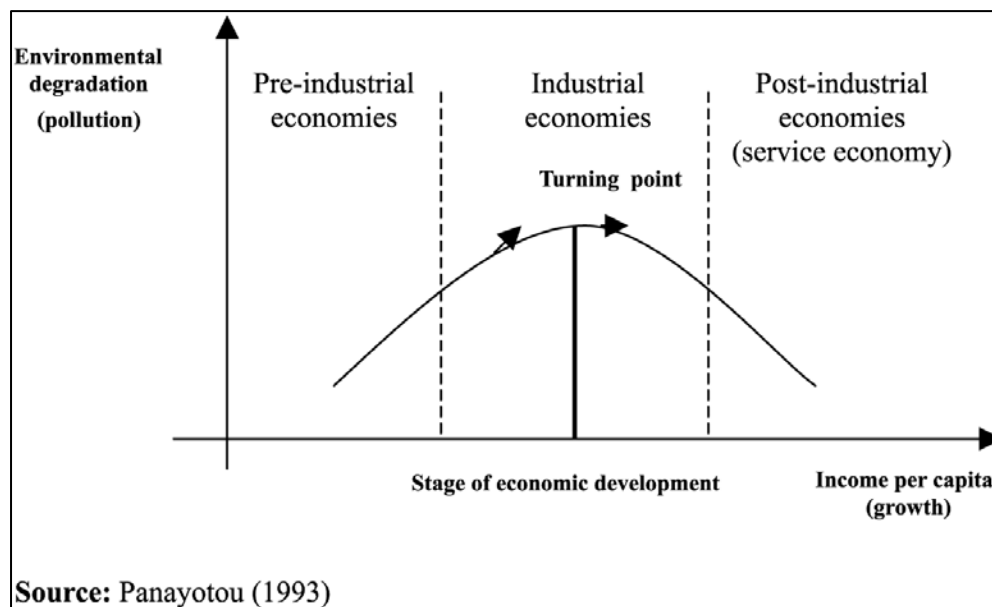 Environmental
degradation
(pollution)
Pre-industrial
economies
Industrial
economies
Post-industrial
economies
(service economy)
Turning point
Stage of economic development
Income per capita
(growth)
Source: Panayotou (1993)